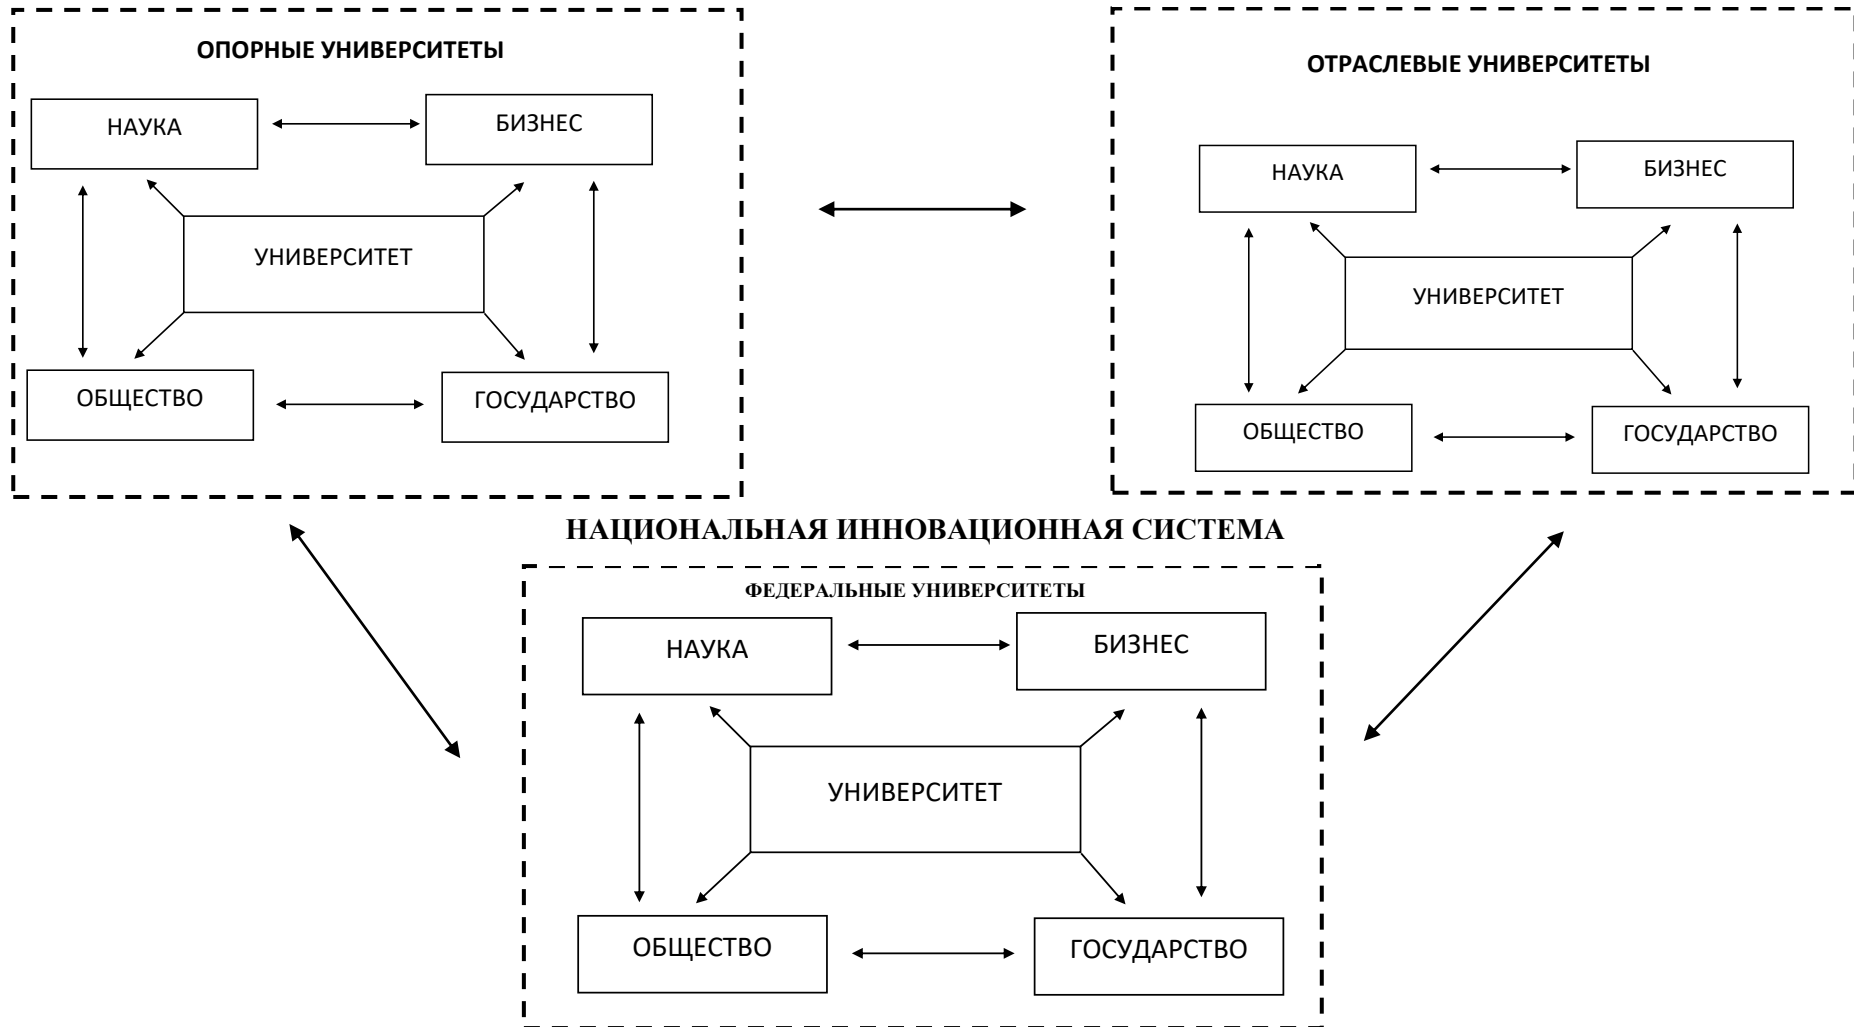 ОПОРНЫЕ УНИВЕРСИТЕТЫ
НАУКА
БИЗНЕС
УНИВЕРСИТЕТ
ОБЩЕСТВО
ГОСУДАРСТВО
ОТРАСЛЕВЫЕ УНИВЕРСИТЕТЫ
НАУКА
БИЗНЕС
УНИВЕРСИТЕТ
ОБЩЕСТВО
ГОСУДАРСТВО
НАЦИОНАЛЬНАЯ ИННОВАЦИОННАЯ СИСТЕМА
ФЕДЕРАЛЬНЫЕ УНИВЕРСИТЕТЫ
НАУКА
БИЗНЕС
УНИВЕРСИТЕТ
ОБЩЕСТВО
ГОСУДАРСТВО